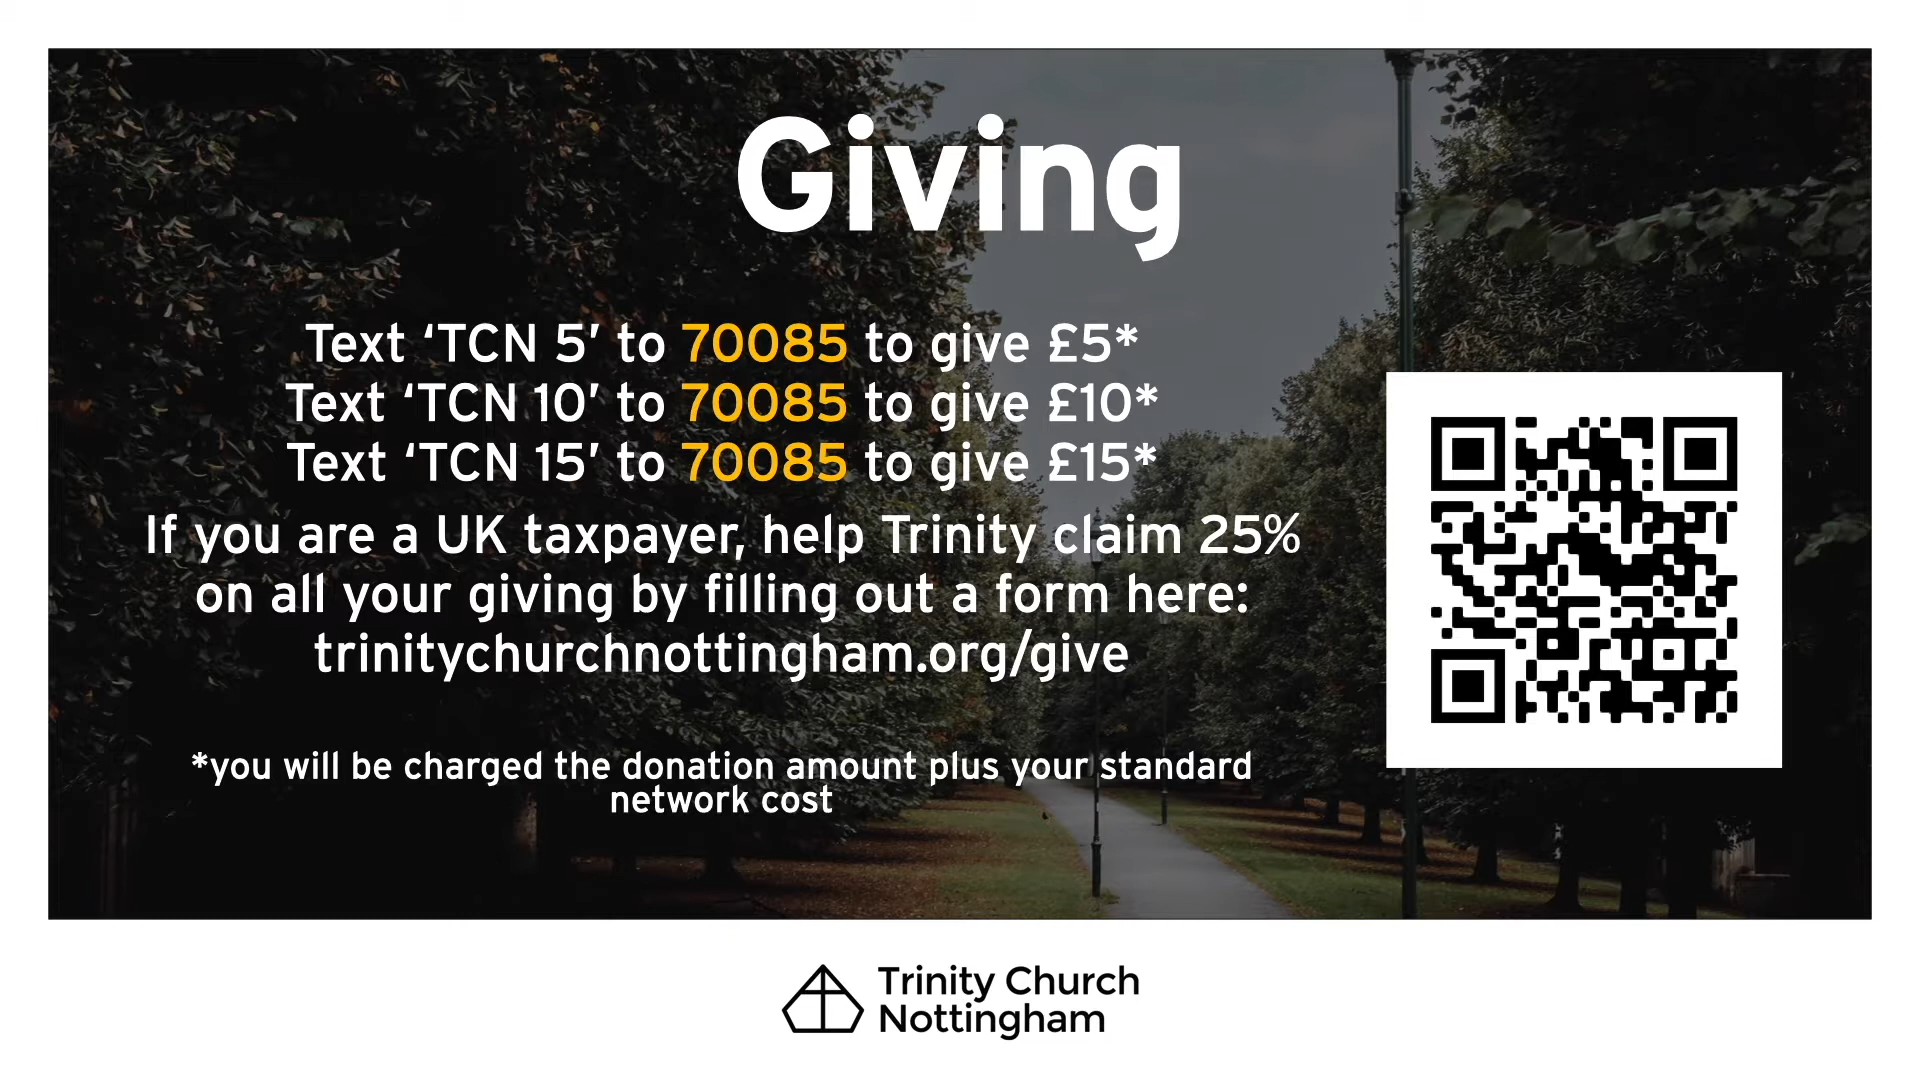 Giving
Text ‘TCN 5’ to 70085 to give £5*
Text ‘TCN 10’ to 70085 to give £10*
Text ‘TCN 15’ to 70085 to give £15*
If you are a UK taxpayer, help Trinity claim 25%
on all your giving by filling out a form here:
trinitychurchnottingham.org/give
*you will be charged the donation amount plus your standard
network cost
Trinity Church
Nottingham